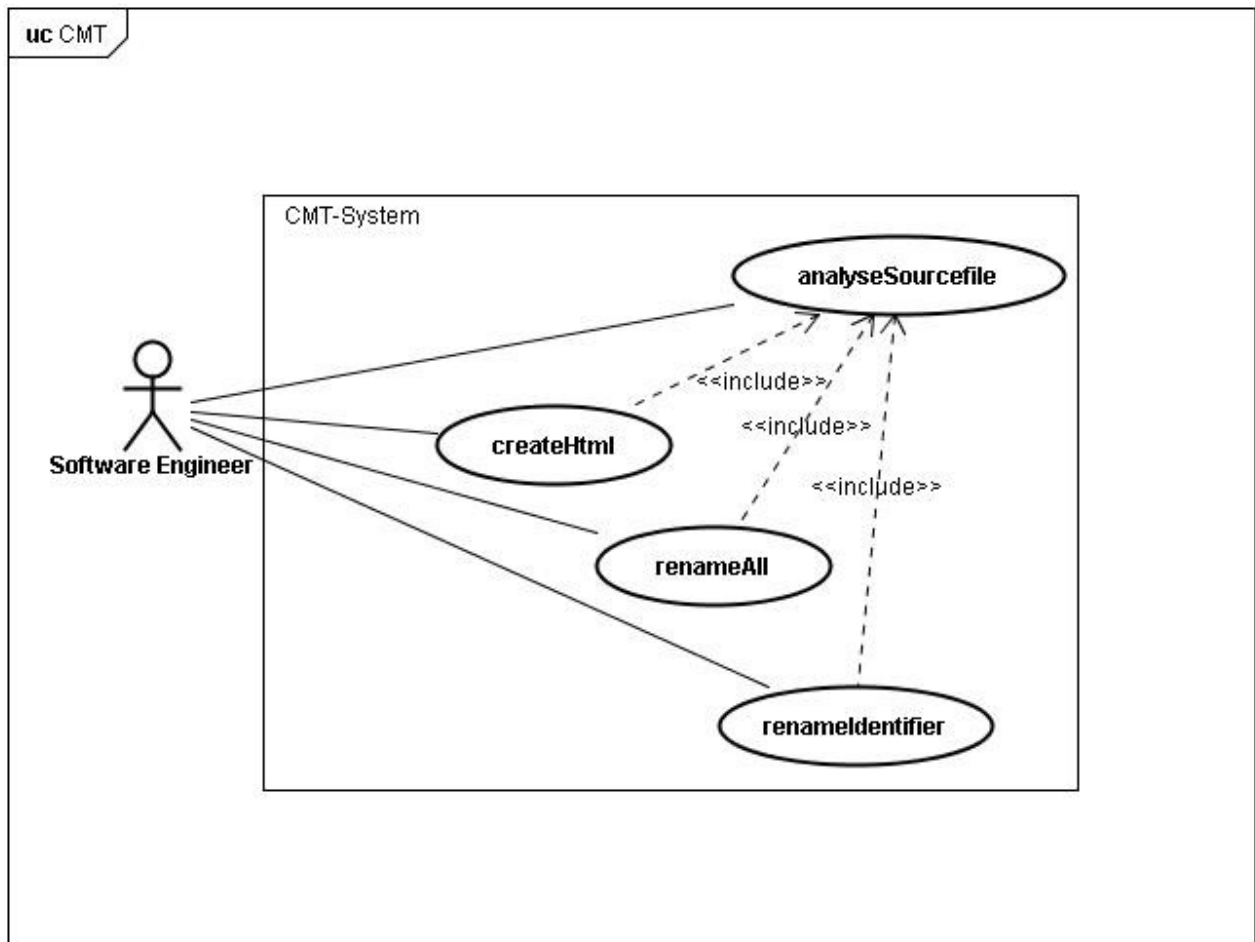 uc CMT
CMT-System
analyseSourcefile
<<include>>
<<include>>
createHtml
Software Engineer
<<include>>
renameAll
renameIdentifier